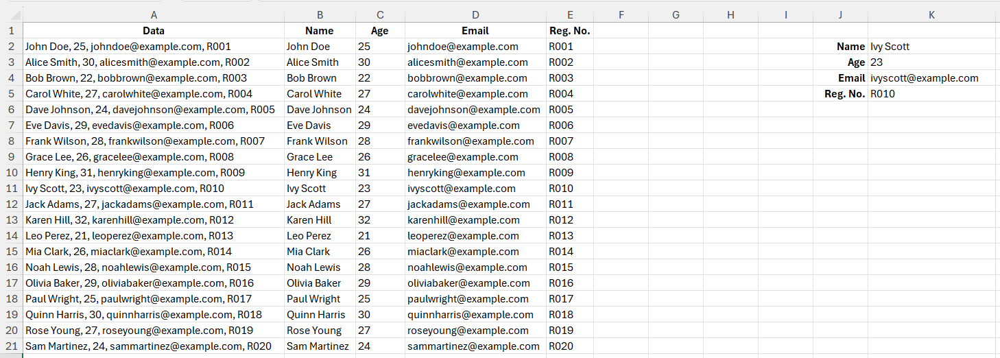 A B C D E F G H I J K
1 Data Name Age Email Reg. No.
2 John Doe, 25, johndoe@example.com, R001 John Doe 25 johndoe@example.com R001 Name Ivy Scott
3 Alice Smith, 30, alicesmith@example.com, R002 Alice Smith 30 alicesmith@example.com R002 Age 23
4 Bob Brown, 22, bobbrown@example.com, R003 Bob Brown 22 bobbrown@example.com R003 Email ivyscott@example.com
5 Carol White, 27, carolwhite@example.com, R004 Carol White 27 carolwhite@example.com R004 Reg. No. R010
6 Dave Johnson, 24, davejohnson@example.com, R005 Dave Johnson 24 davejohnson@example.com R005
7 Eve Davis, 29, evedavis@example.com, R006 Eve Davis 29 evedavis@example.com R006
8 Frank Wilson, 28, frankwilson@example.com, R007 Frank Wilson 28 frankwilson@example.com R007
9 Grace Lee, 26, gracelee@example.com, R008 Grace Lee 26 gracelee@example.com R008
10 Henry King, 31, henryking@example.com, R009 Henry King 31 henryking@example.com R009
11 Ivy Scott, 23, ivyscott@example.com, R010 Ivy Scott 23 ivyscott@example.com R010
12 Jack Adams, 27, jackadams@example.com, R011 Jack Adams 27 jackadams@example.com R011
13 Karen Hill, 32, karenhill@example.com, R012 Karen Hill 32 karenhill@example.com R012
14 Leo Perez, 21, leoperez@example.com, R013 Leo Perez 21 leoperez@example.com R013
15 Mia Clark, 26, miaclark@example.com, R014 Mia Clark 26 miaclark@example.com R014
16 Noah Lewis, 28, noahlewis@example.com, R015 Noah Lewis 28 noahlewis@example.com R015
17 Olivia Baker, 29, oliviabaker@example.com, R016 Olivia Baker 29 oliviabaker@example.com R016
18 Paul Wright, 25, paulwright@example.com, R017 Paul Wright 25 paulwright@example.com R017
19 Quinn Harris, 30, quinnharris@example.com, R018 Quinn Harris 30 quinnharris@example.com R018
20 Rose Young, 27, roseyoung@example.com, R019 Rose Young 27 roseyoung@example.com R019
21 Sam Martinez, 24, sammartinez@example.com, R020 Sam Martinez 24 sammartinez@example.com R020